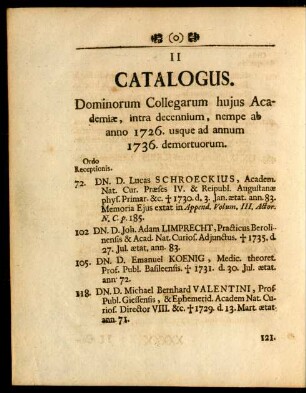 (o)
II
CATALOGUS.
Dominorum Collegarum hujus Aca-
demiæ, intra decennium, nempe ab
anno 1726. usque ad annum
1736. demortuorum.
Ordo
Receptionis.
72. DN. D. Lucas SCHROECKIUS, Academ.
Nat. Cur. Præses IV. & Reipubl. Augustanæ
phys. Primar. &c. † 1730. d. 3. Jan. ætat. ann. 83.
Memoria Ejus extat in Append. Volum. III. Actor.
N. C. p. 185.
102 DN. D. Joh. Adam LIMPRECHT, Practicus Beroli-
nensis & Acad. Nat. Curios. Adjunctus. † 1735. d.
27. Jul. ætat. ann. 83.
105. DN. D. Emanuel KOENIG, Medic. theoret.
Prof. Publ. Basileensis. † 1731. d. 30. Jul. ætat.
ann. 72.
118. DN. D. Michael Bernhard VALENTINI, Prof.
Publ. Giessensis, & Ephemerid. Academ Nat. Cu-
rios. Director VIII. &c. † 1729. d. 13. Mart. ætat.
ann. 71.
121.